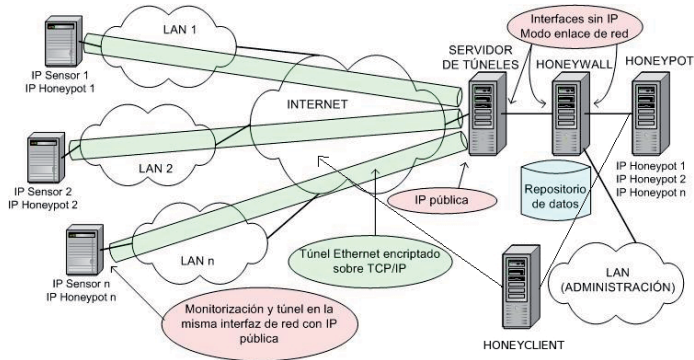 LAN 1
Interfaces sin IP
Modo enlace de red
IP Sensor 1
IP Honeypot 1
SERVIDOR
DE TÚNELES
HONEYWALL
HONEYPOT
INTERNET
LAN 2
IP Sensor 2
IP Honeypot 2
IP Honeypot 1
IP Honeypot 2
IP Honeypot n
Repositorio
de datos
IP pública
LAN n
Túnel Ethernet encriptado
sobre TCP/IP
IP Sensor n
IP Honeypot n
LAN
(ADMINISTRACIÓN)
Monitorización y túnel en la
misma interfaz de red con IP
pública
HONEYCLIENT